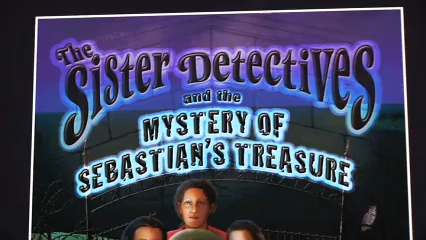 The
Sister Detectives
and the
MYSTERY OF
SEBASTIAN'S TREASURE